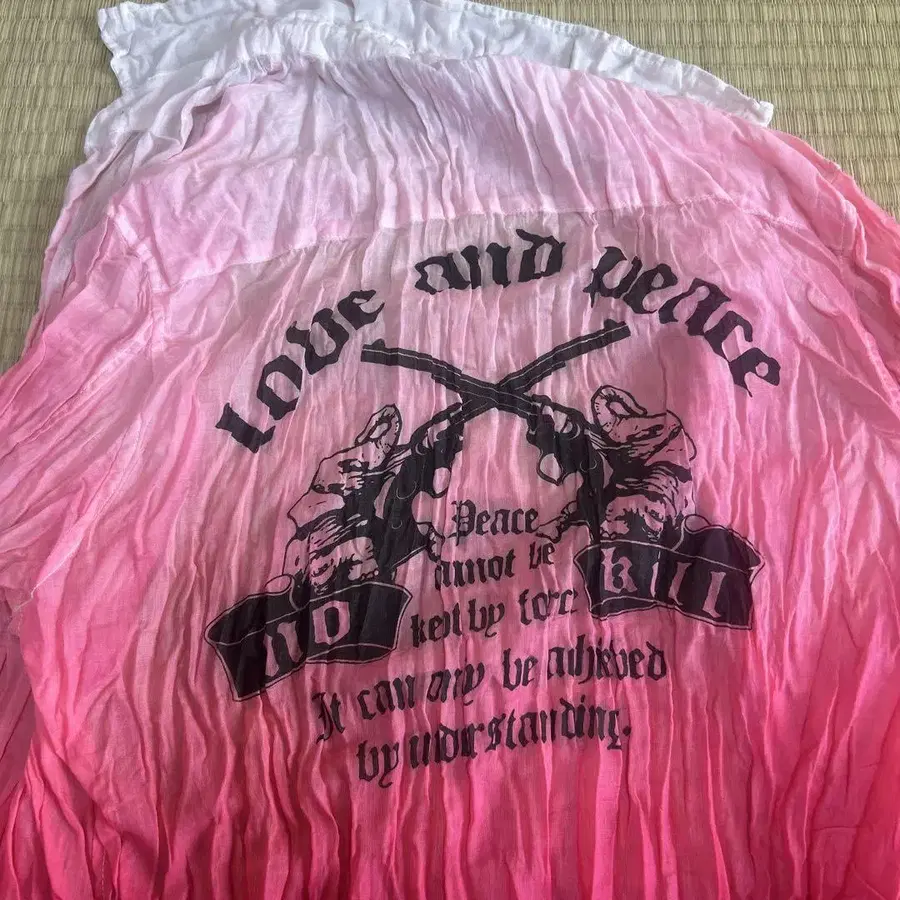 Love and peace
Peace
cannot be
kept by force
NO
kill
It can only be achieved
by understanding.